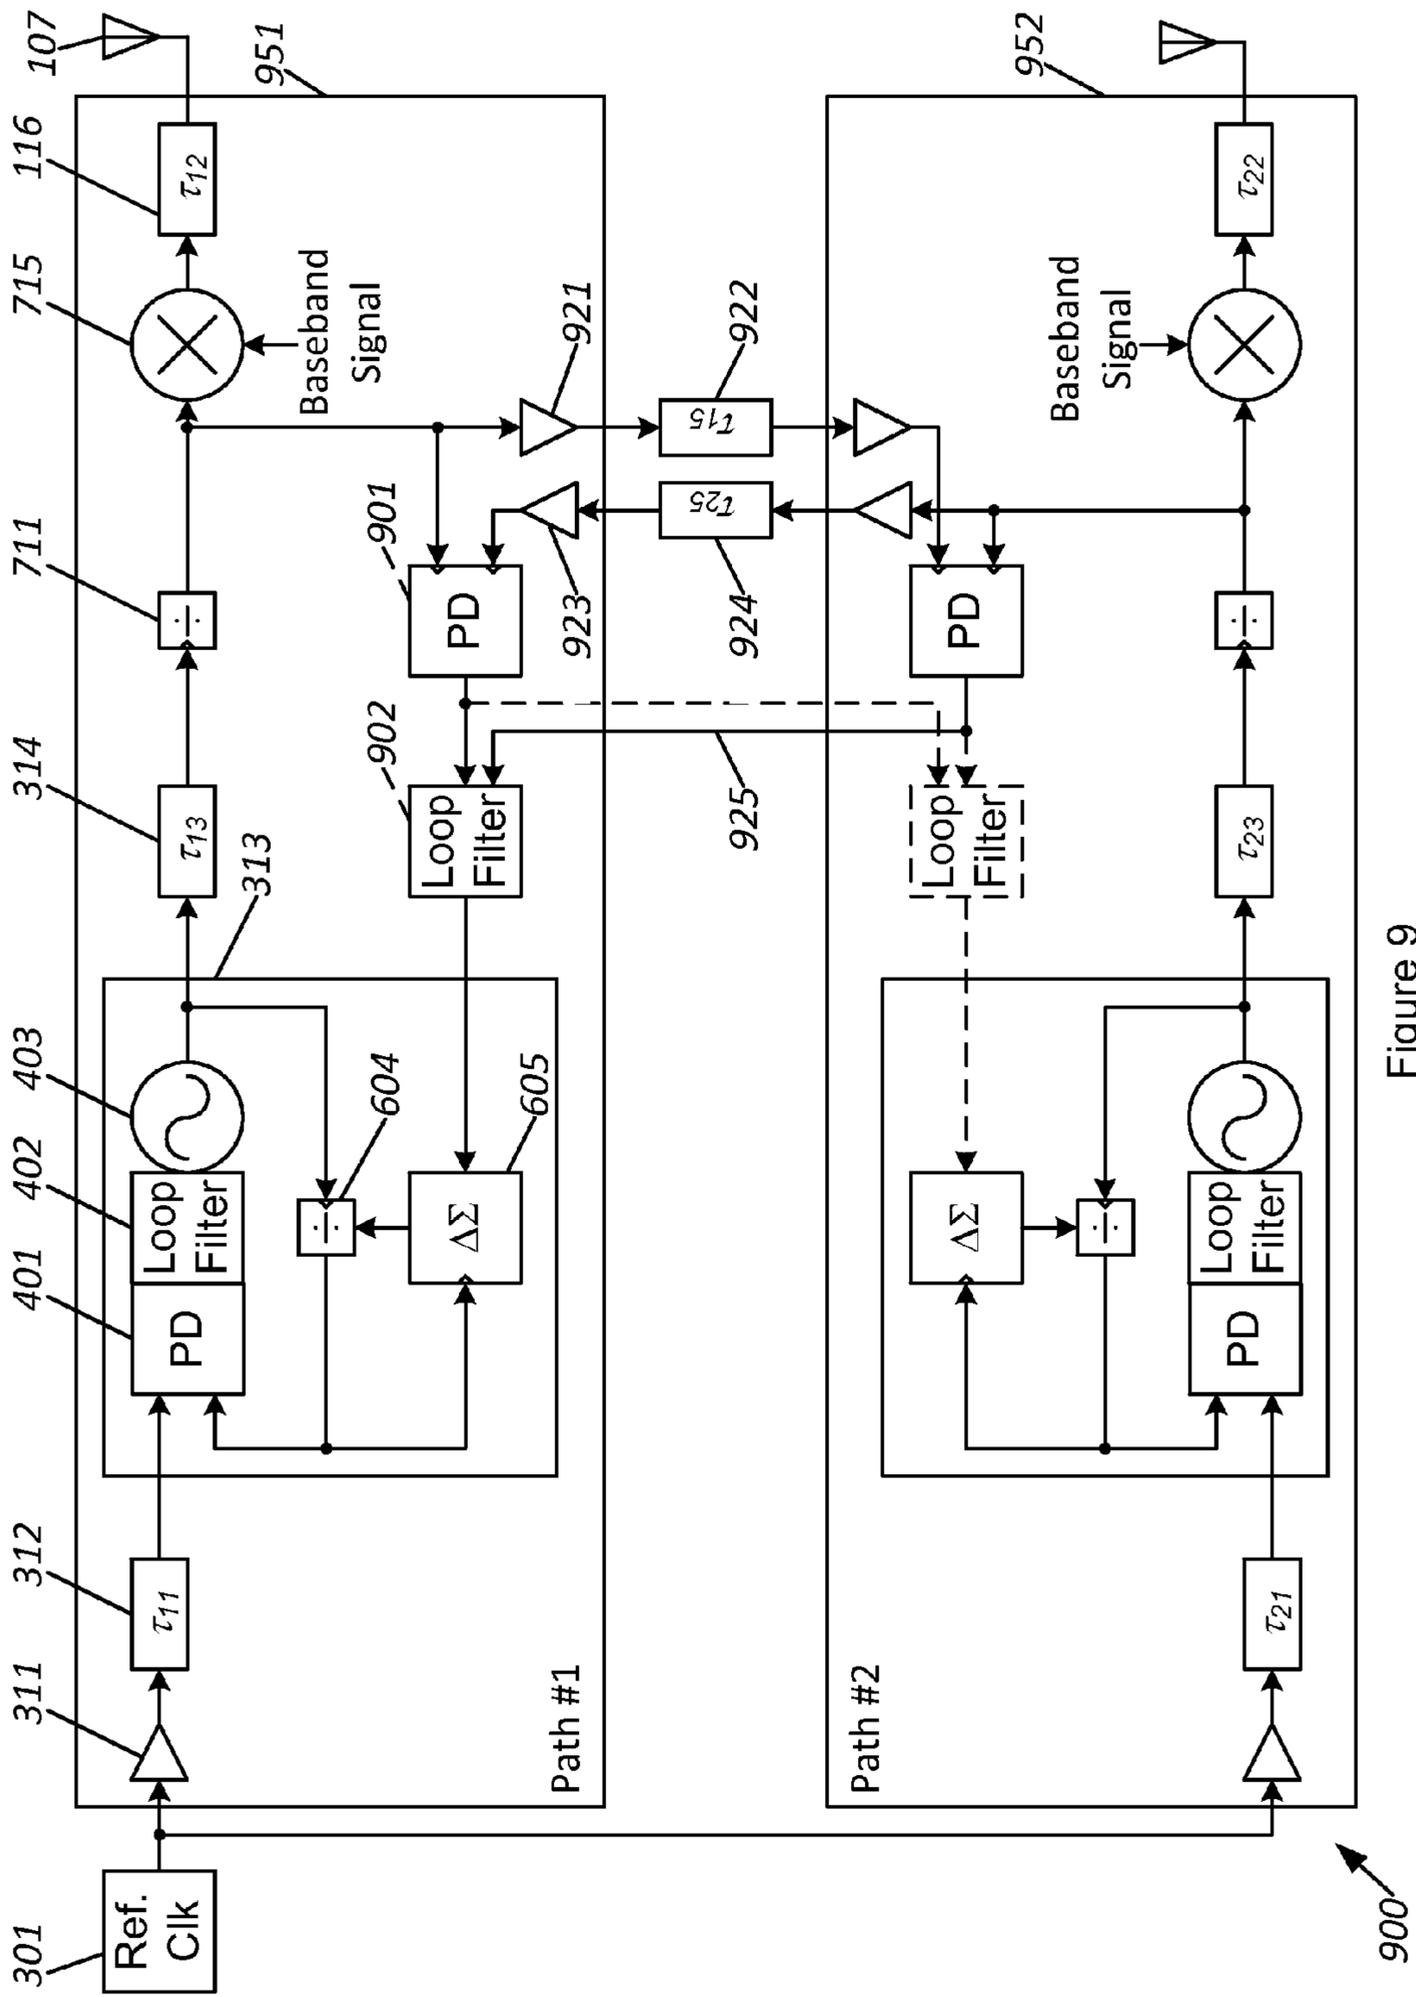 301
Ref.
Clk
311
312
τ11
401
PD
402
Loop
Filter
403
313
604
ΔΣ
605
314
τ13
711
÷
÷
715
Baseband
Signal
116
τ12
107
951
Path #1
901
PD
902
Loop
Filter
921
922
τ15
923
924
τ25
925
952
Path #2
τ21
PD
Loop
Filter
÷
ΔΣ
Loop
Filter
PD
τ23
÷
Baseband
Signal
τ22
900
Figure 9